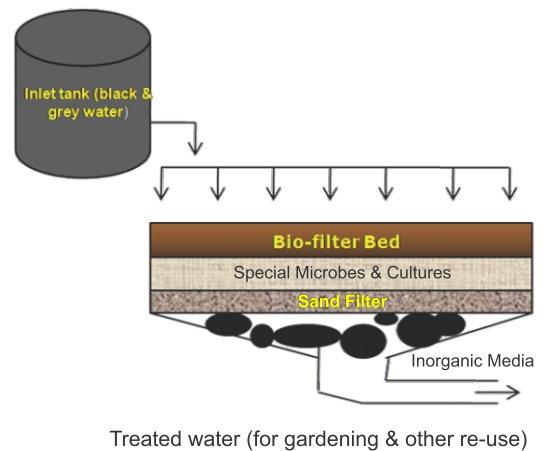 Inlet tank (black &
grey water)
Bio-filter Bed
Special Microbes & Cultures
Sand Filter
Inorganic Media
Treated water (for gardening & other re-use)